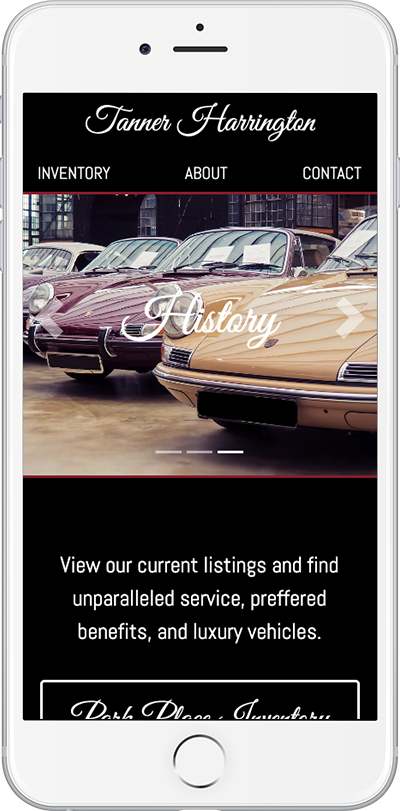 Tanner Harrington
INVENTORY ABOUT CONTACT
History
View our current listings and find
unparalleled service, preffered
benefits, and luxury vehicles.
Park Place Inventory